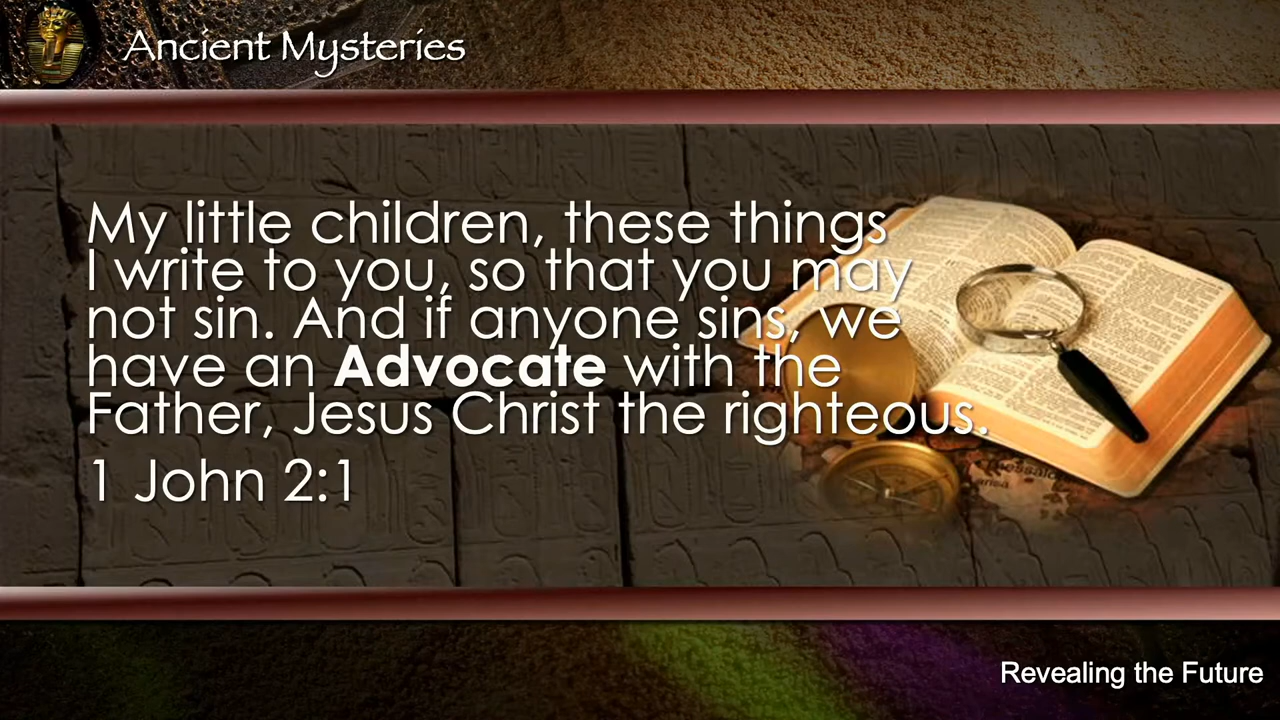 Ancient Mysteries
My little children, these things
I write to you, so that you may
not sin. And if anyone sins, we
have an Advocate with the
Father, Jesus Christ the righteous.
1 John 2:1
Revealing the Future